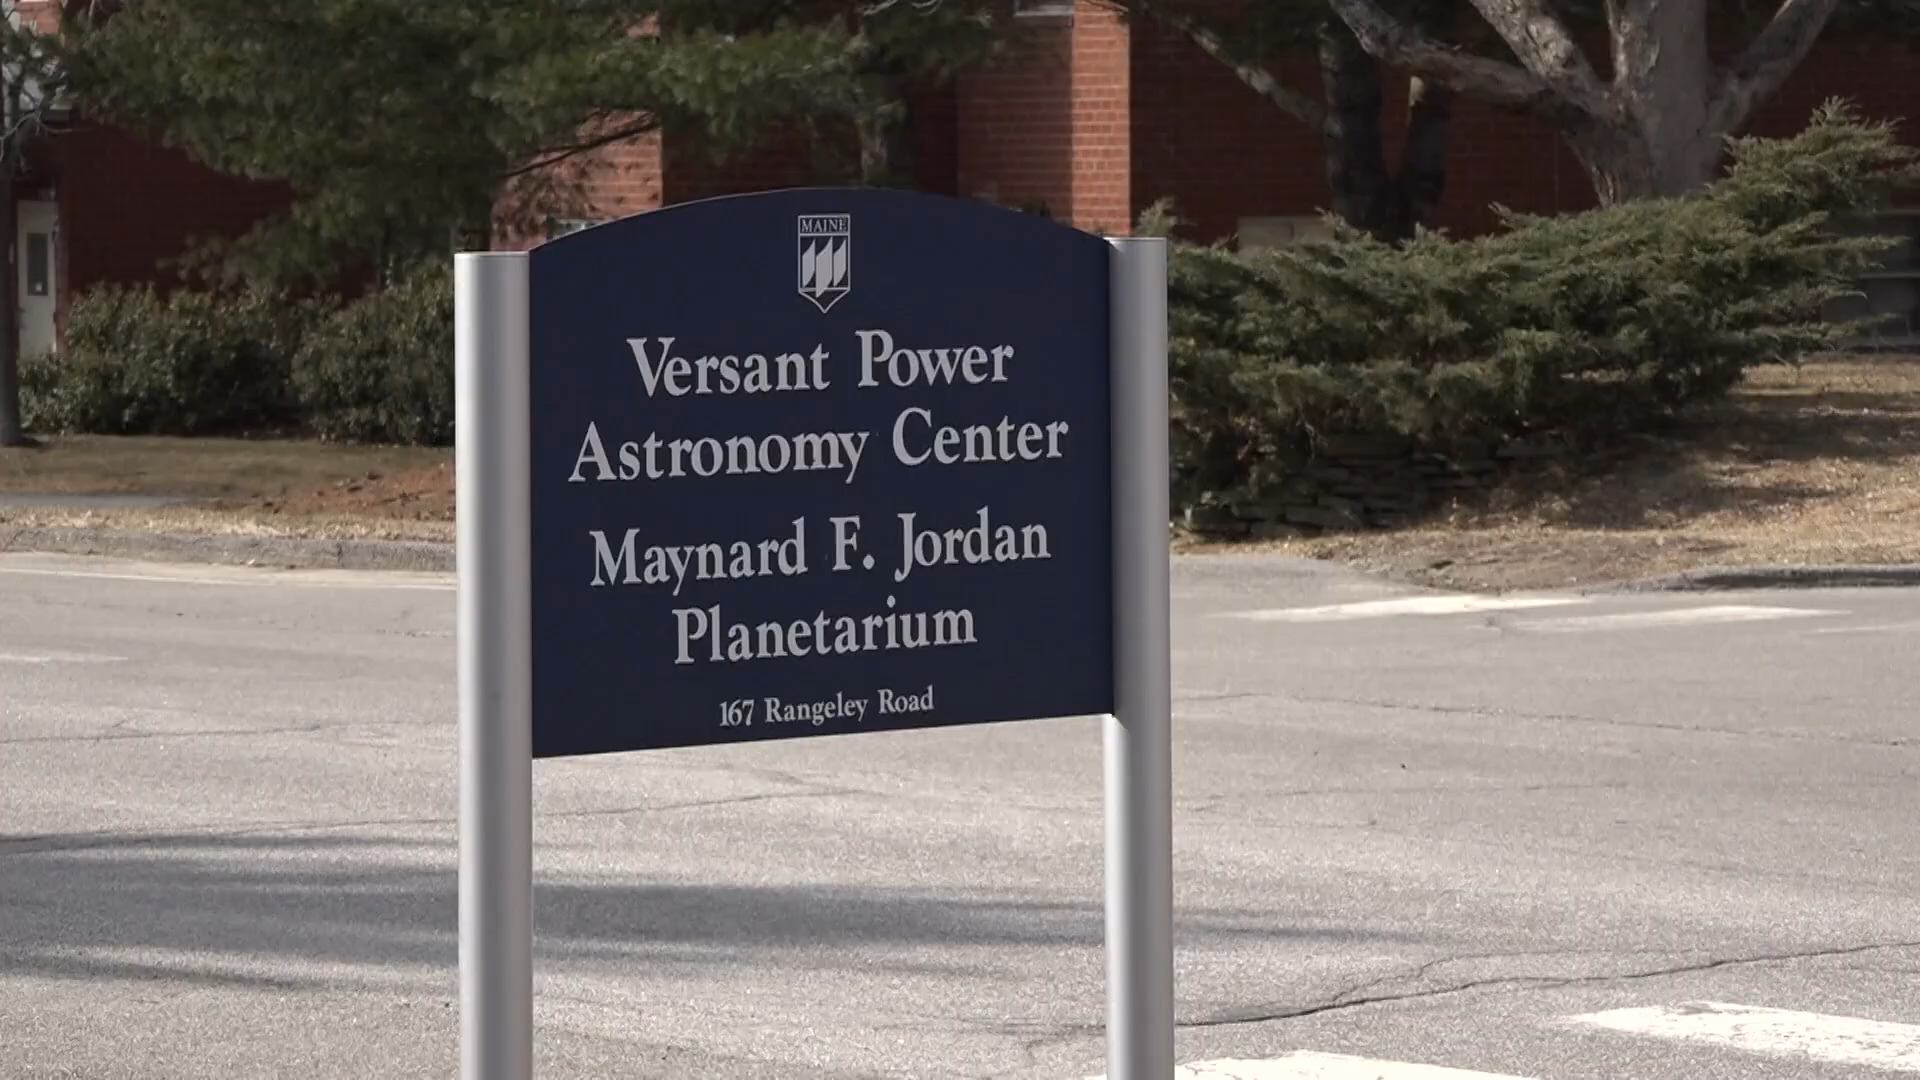 MAINE
Versant Power
Astronomy Center
Maynard F. Jordan
Planetarium
167 Rangeley Road